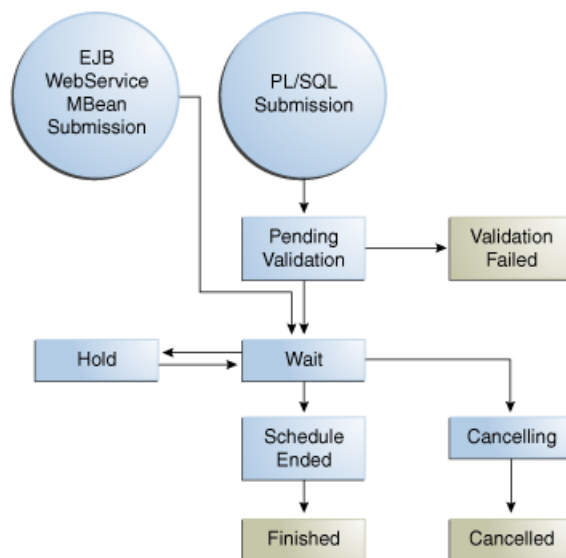 EJB
WebService
MBean
Submission
PL/SQL
Submission
Pending
Validation
Validation
Failed
Hold
Wait
Schedule
Ended
Cancelling
Finished
Cancelled